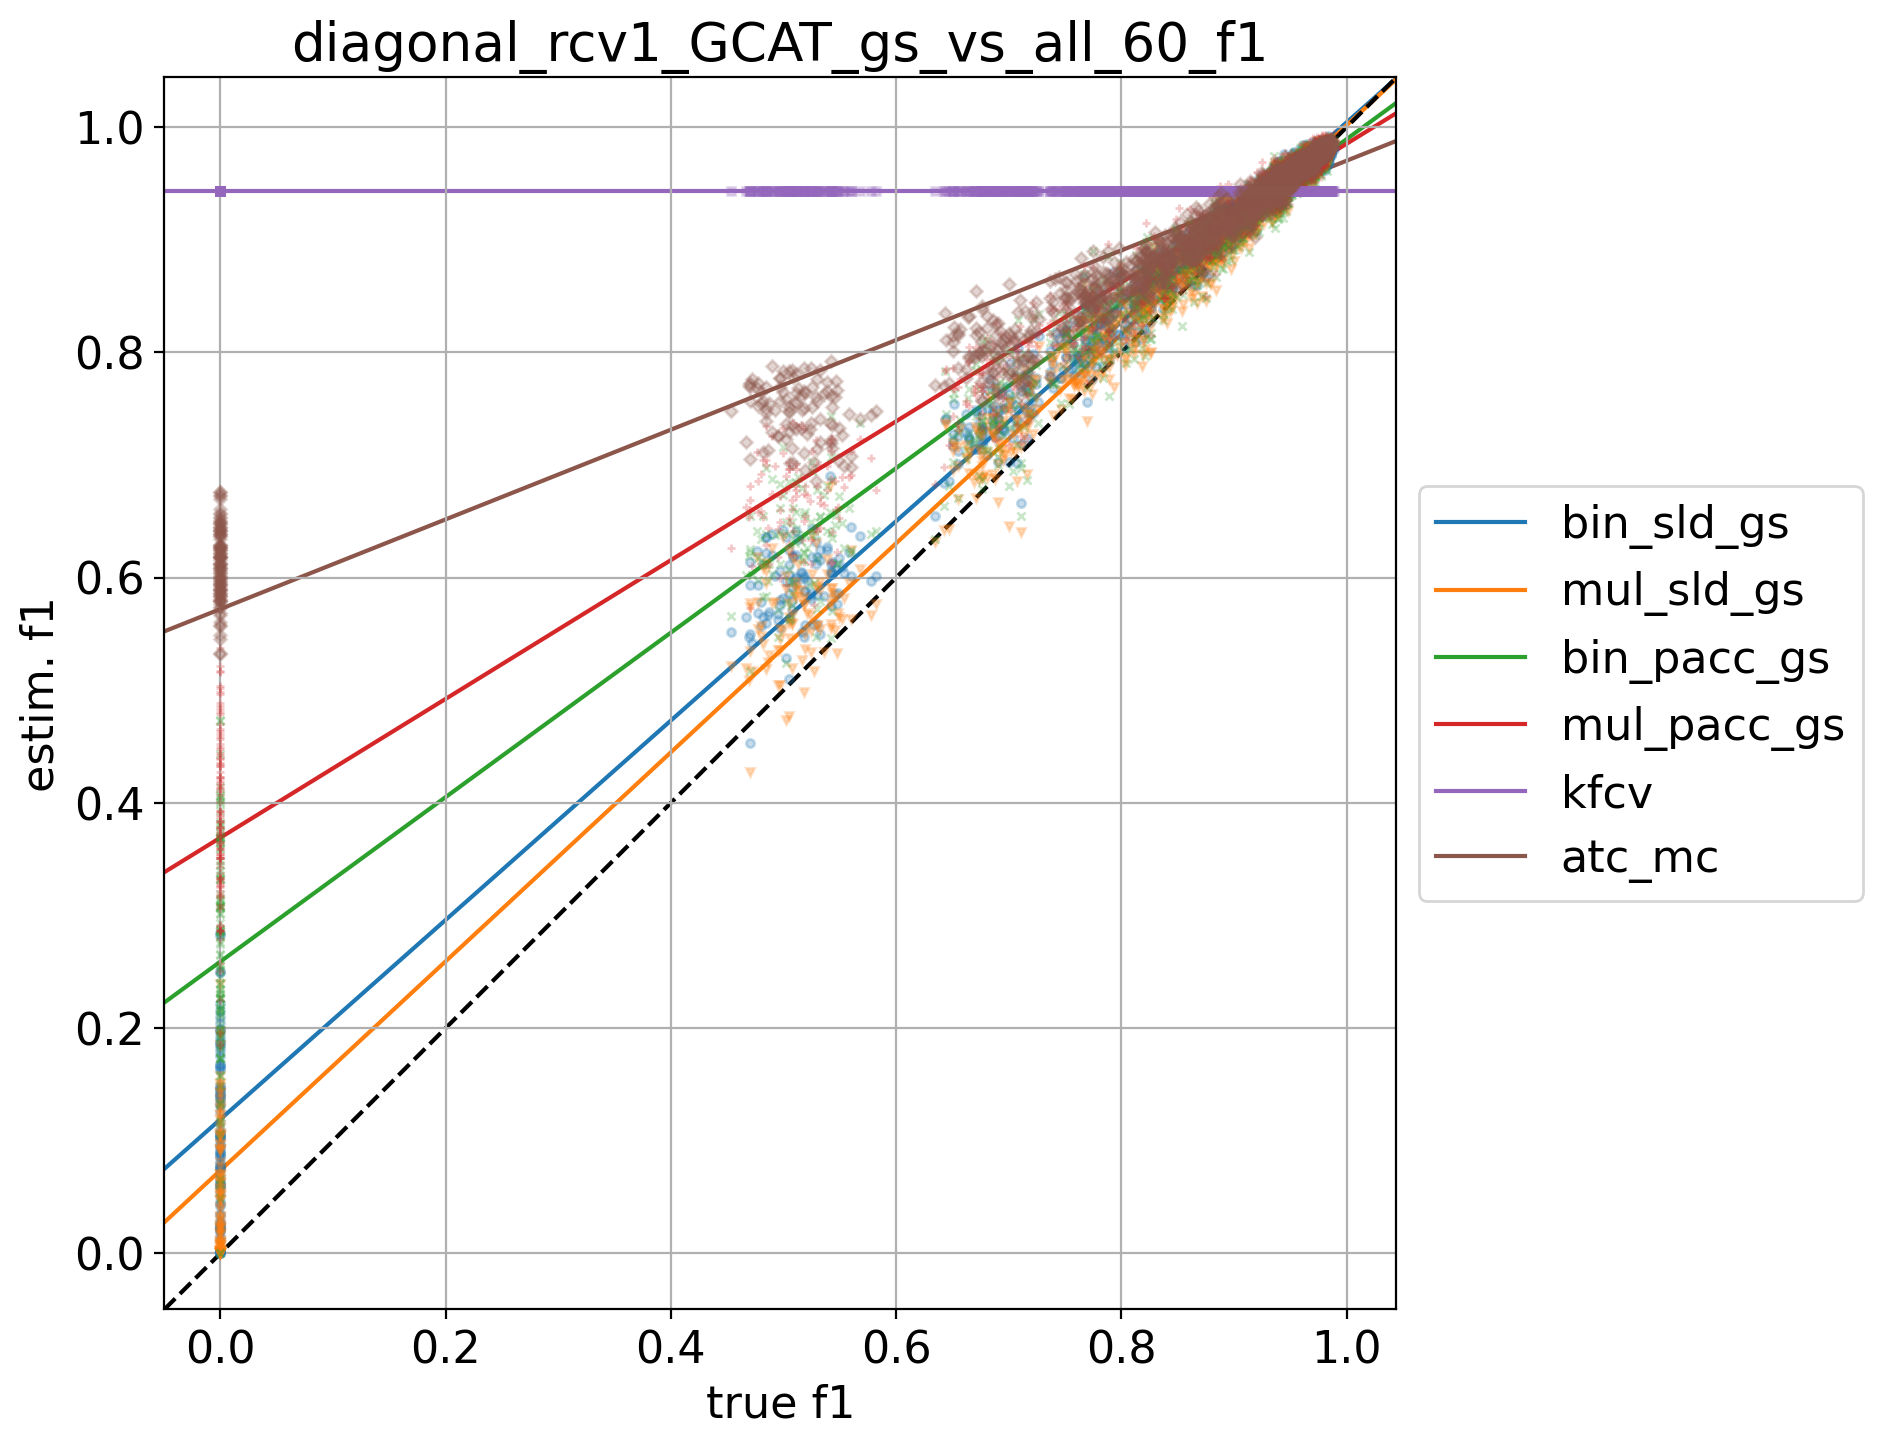 diagonal_rcv1_GCAT_gs_vs_all_60_f1
1.0
0.8
0.6
0.4
0.2
0.0
estim. f1
0.0 0.2 0.4 0.6 0.8 1.0
true f1
bin_sld_gs
mul_sld_gs
bin_pacc_gs
mul_pacc_gs
kfcv
atc_mc